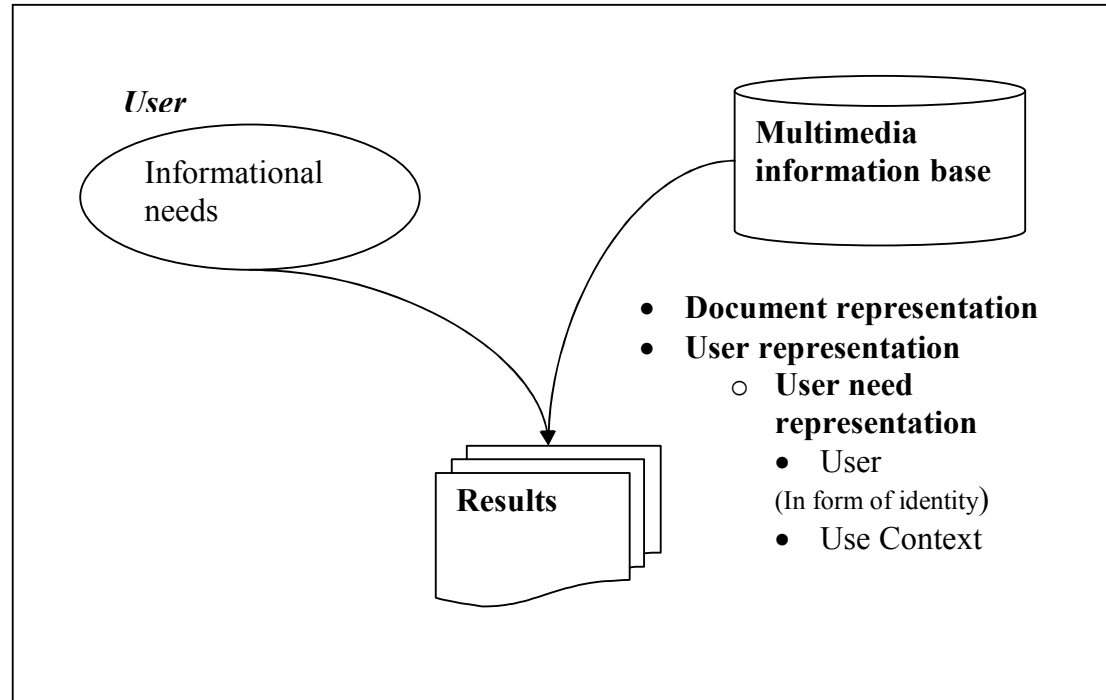 User
Informational
needs
Multimedia
information base
• Document representation
• User representation
o User need
representation
• User
(In form of identity)
• Use Context
Results